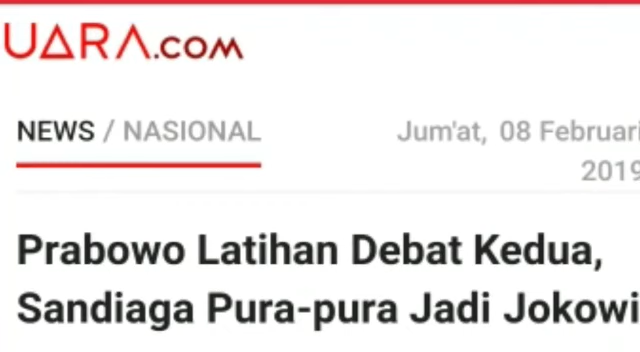 UARA.COM
NEWS / NASIONAL
Jum'at, 08 Februari
2019
Prabowo Latihan Debat Kedua,
Sandiaga Pura-pura Jadi Jokowi